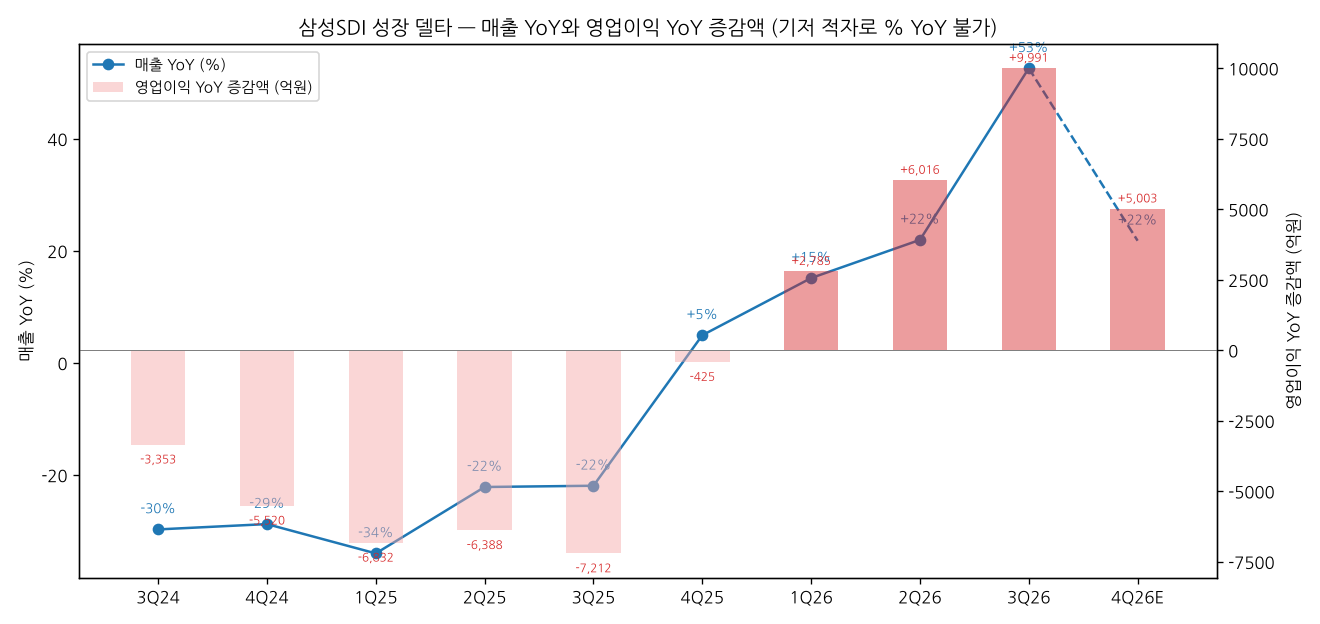 삼성SDI 성장 델타 — 매출 YoY와 영업이익 YoY 증감액 (기저 적자로 % YoY 불가)
매출 YoY (%)
영업이익 YoY 증감액 (억원)
매출 YoY (%)
40
20
0
-20
영업이익 YoY 증감액 (억원)
10000
7500
5000
2500
0
-2500
-5000
-7500
-30%
-29%
-34%
-22%
-22%
+5%
+15%
+22%
+53%
+22%
-3,353
-5,520
-6,832
-6,388
-7,212
-425
+2,785
+6,016
+9,991
+5,003
3Q24
4Q24
1Q25
2Q25
3Q25
4Q25
1Q26
2Q26
3Q26
4Q26E